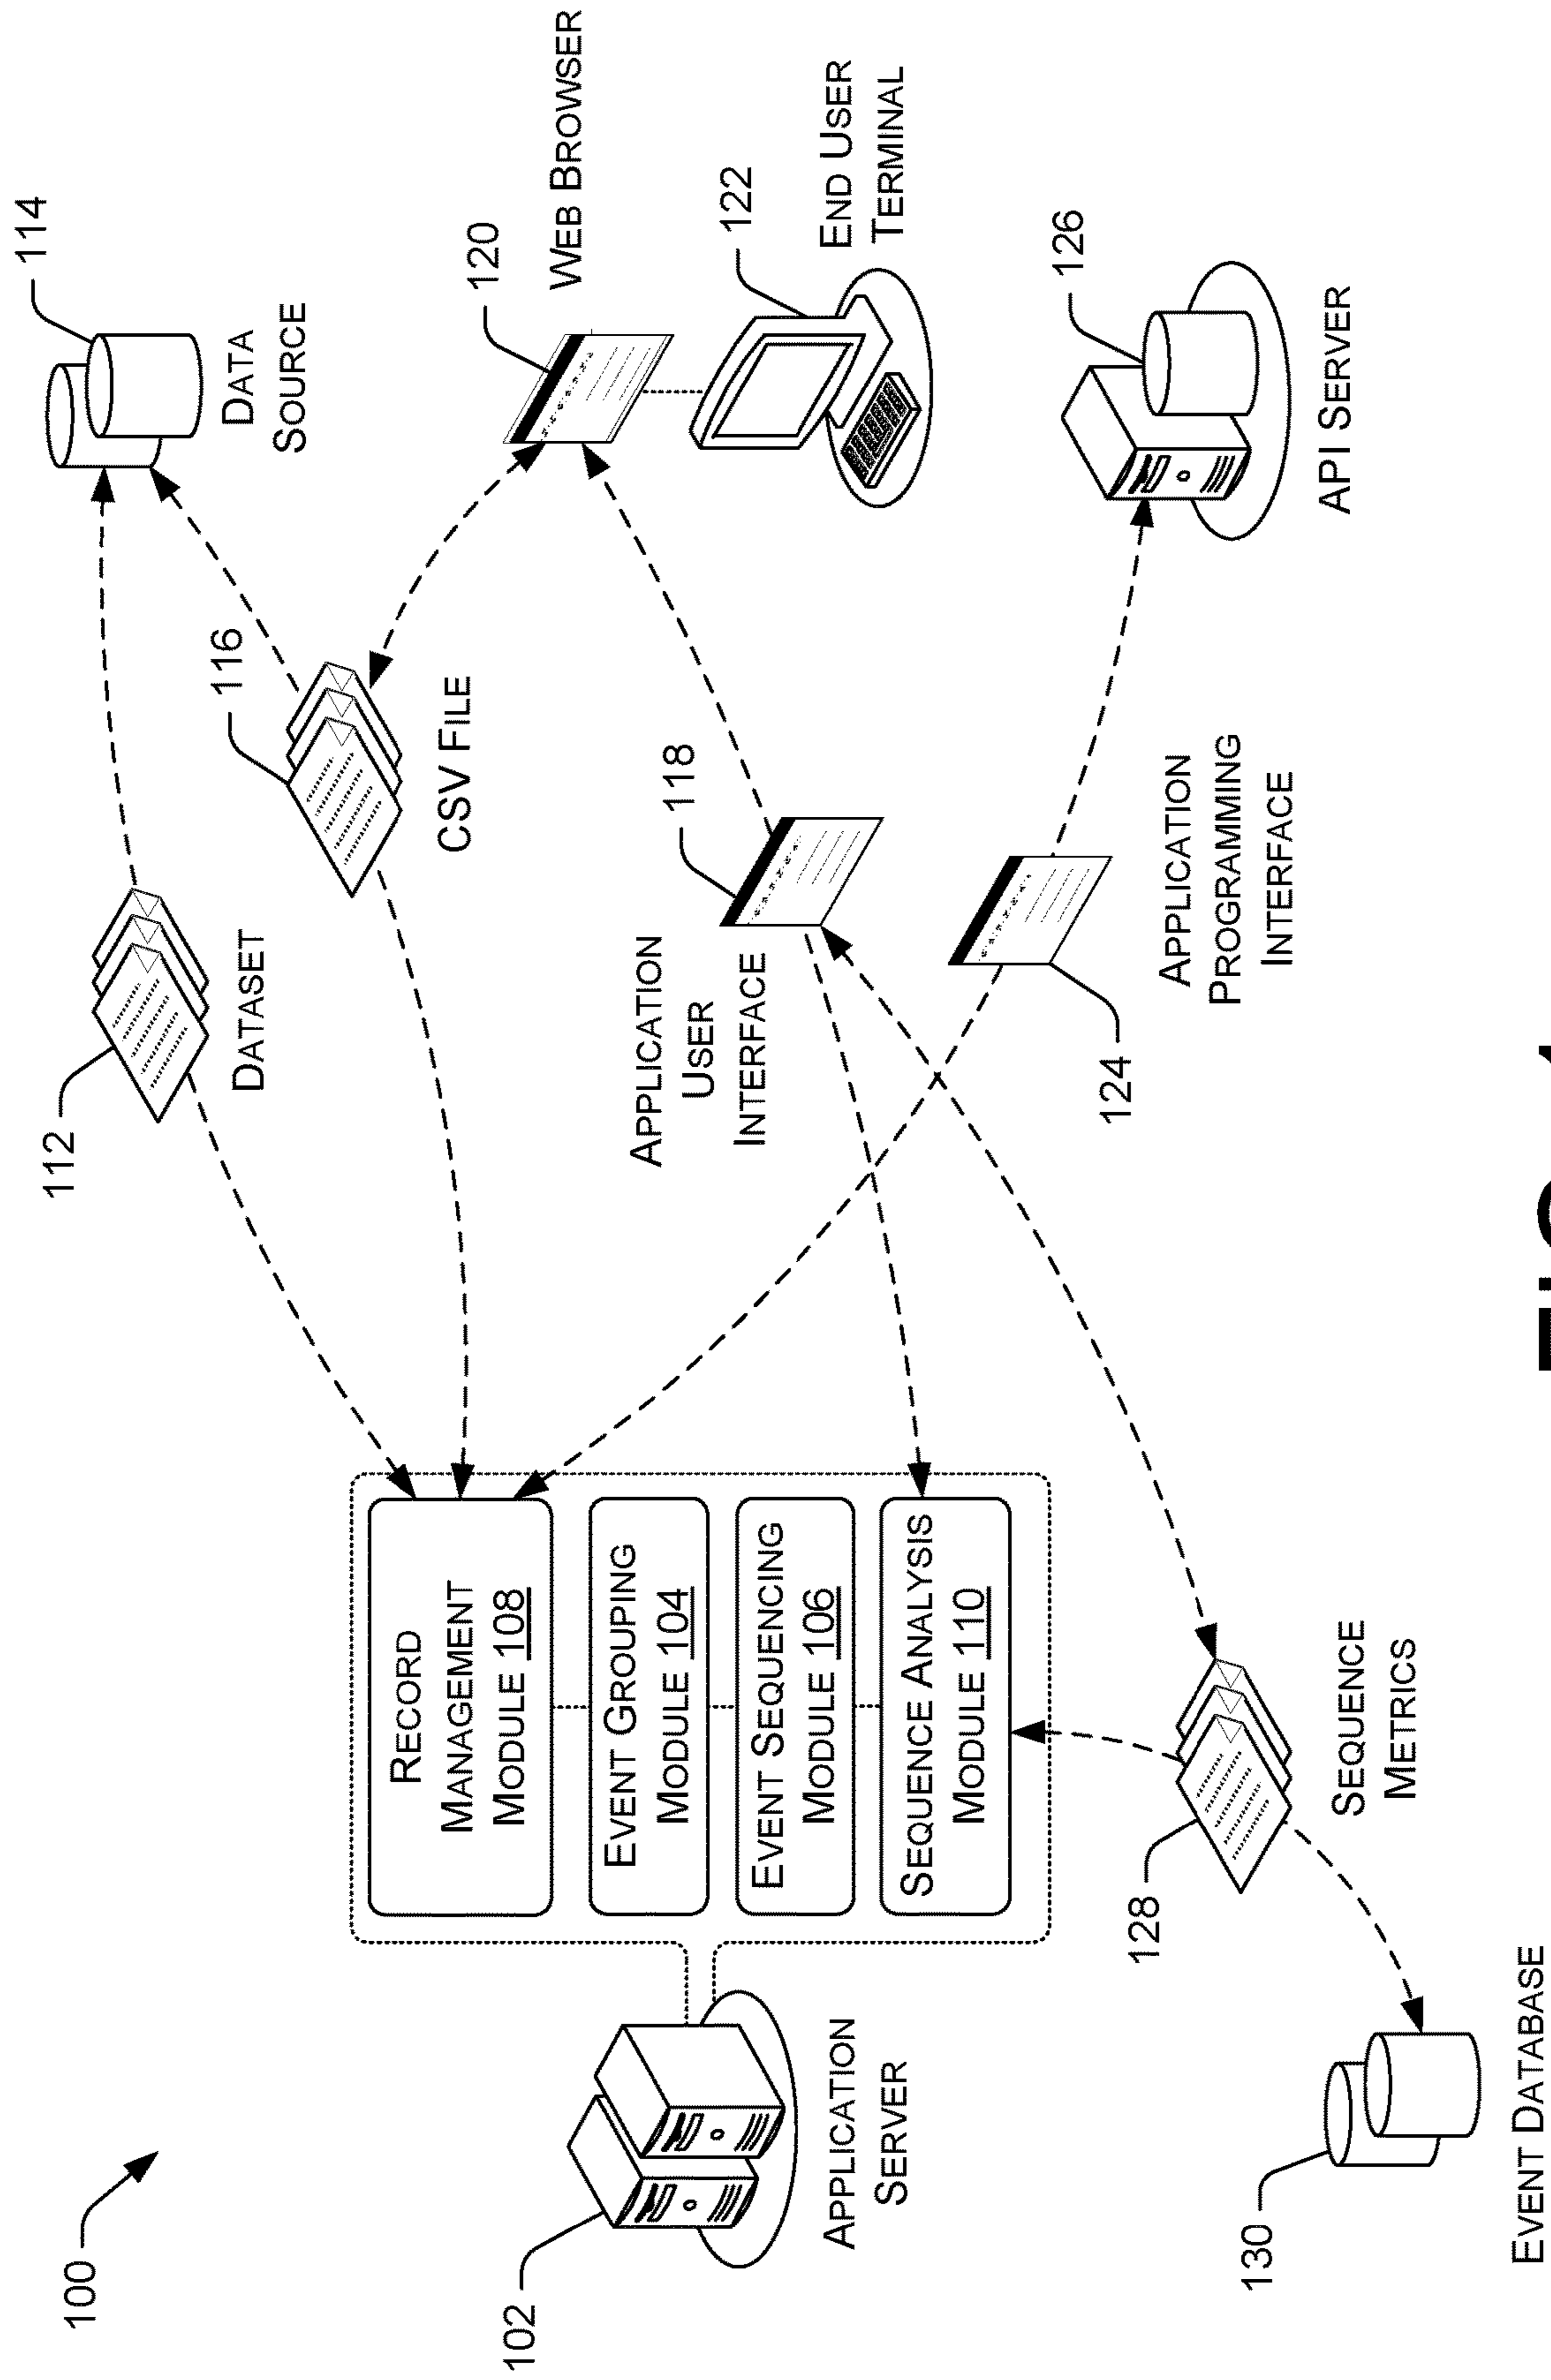 100
102
APPLICATION
SERVER
RECORD
MANAGEMENT
MODULE 108
EVENT GROUPING
MODULE 104
EVENT SEQUENCING
MODULE 106
SEQUENCE ANALYSIS
MODULE 110
112
DATASET
114
DATA
SOURCE
116
CSV FILE
118
APPLICATION
USER
INTERFACE
120
WEB BROWSER
122
END USER
TERMINAL
124
APPLICATION
PROGRAMMING
INTERFACE
126
API SERVER
128
SEQUENCE
METRICS
130
EVENT DATABASE